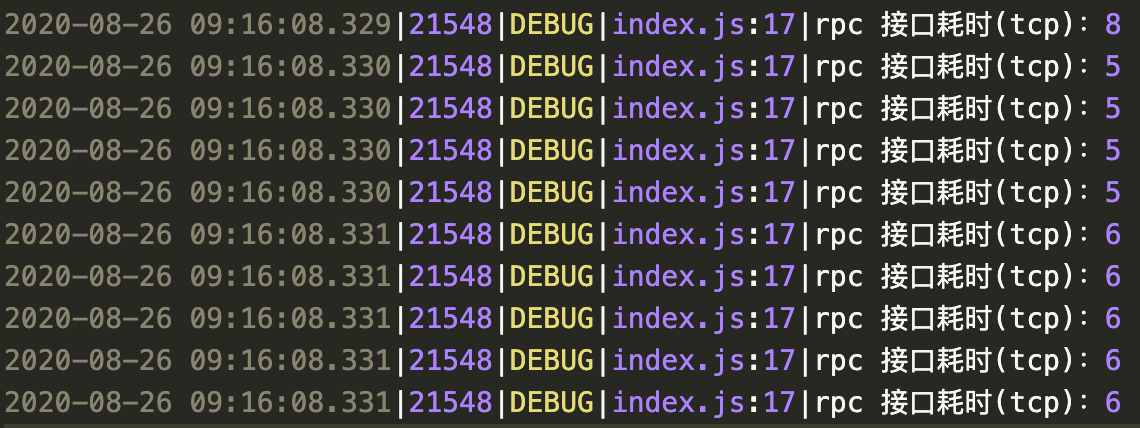 2020-08-26 09:16:08.329|21548|DEBUG|index.js:17|rpc 接口耗时(tcp)：8
2020-08-26 09:16:08.330|21548|DEBUG|index.js:17|rpc 接口耗时(tcp)：5
2020-08-26 09:16:08.330|21548|DEBUG|index.js:17|rpc 接口耗时(tcp)：5
2020-08-26 09:16:08.330|21548|DEBUG|index.js:17|rpc 接口耗时(tcp)：5
2020-08-26 09:16:08.330|21548|DEBUG|index.js:17|rpc 接口耗时(tcp)：5
2020-08-26 09:16:08.331|21548|DEBUG|index.js:17|rpc 接口耗时(tcp)：6
2020-08-26 09:16:08.331|21548|DEBUG|index.js:17|rpc 接口耗时(tcp)：6
2020-08-26 09:16:08.331|21548|DEBUG|index.js:17|rpc 接口耗时(tcp)：6
2020-08-26 09:16:08.331|21548|DEBUG|index.js:17|rpc 接口耗时(tcp)：6
2020-08-26 09:16:08.331|21548|DEBUG|index.js:17|rpc 接口耗时(tcp)：6